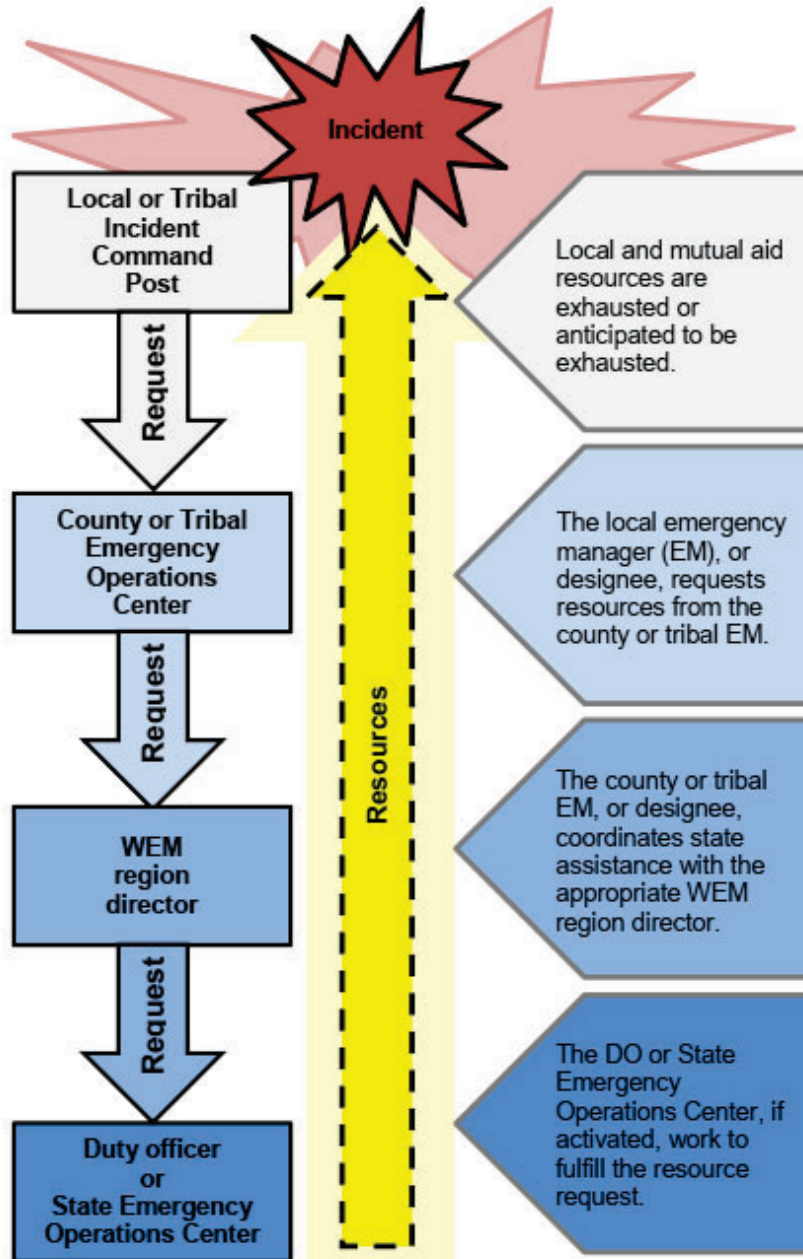 Incident
Local or Tribal
Incident
Command
Post
Local and mutual aid
resources are
exhausted or
anticipated to be
exhausted.
Request
County or Tribal
Emergency
Operations
Center
The local emergency
manager (EM), or
designee, requests
resources from the
county or tribal EM.
Request
Resources
WEM
region
director
The county or tribal
EM, or designee,
coordinates state
assistance with the
appropriate WEM
region director.
Request
Duty officer
or
State Emergency
Operations Center
The DO or State
Emergency
Operations Center, if
activated, work to
fulfill the resource
request.